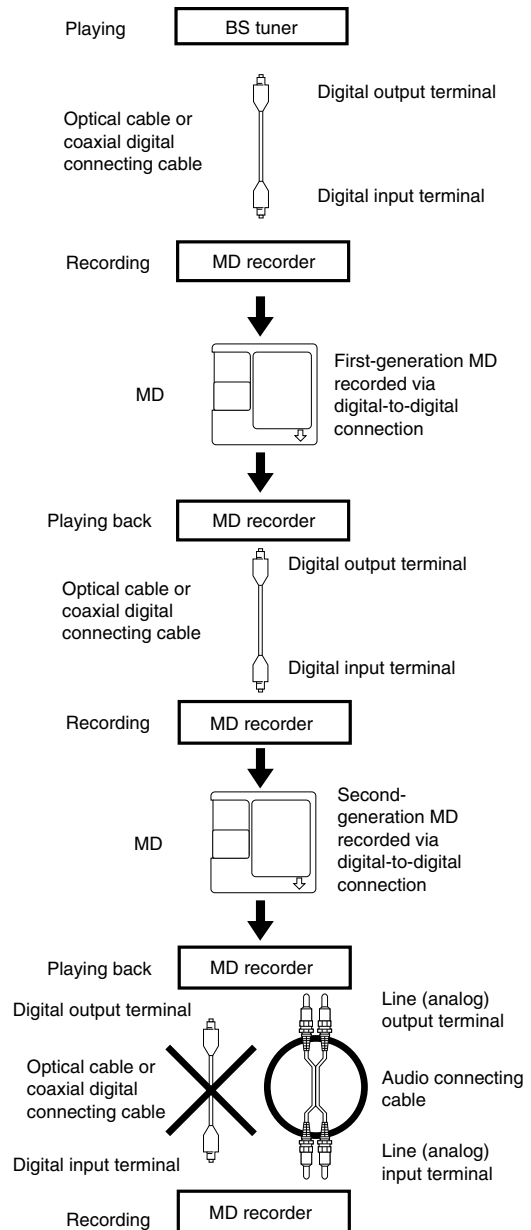 Playing
BS tuner
Digital output terminal
Optical cable or
coaxial digital
connecting cable
Digital input terminal
Recording
MD recorder
MD
First-generation MD
recorded via
digital-to-digital
connection
Playing back
MD recorder
Digital output terminal
Optical cable or
coaxial digital
connecting cable
Digital input terminal
Recording
MD recorder
MD
Second-
generation MD
recorded via
digital-to-digital
connection
Playing back
MD recorder
Digital output terminal
Line (analog)
output terminal
Optical cable or
coaxial digital
connecting cable
Audio connecting
cable
Digital input terminal
Line (analog)
input terminal
Recording
MD recorder